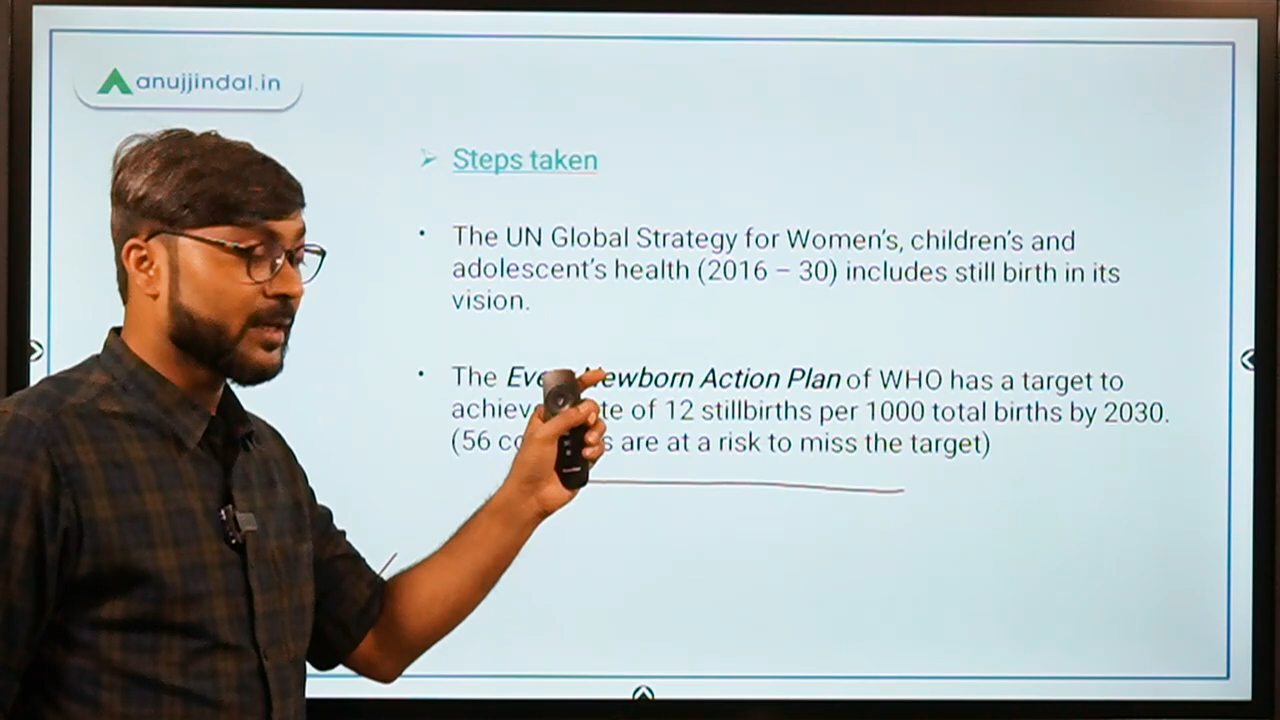 anujjindal.in
➢ Steps taken
• The UN Global Strategy for Women's, children's and
adolescent's health (2016 – 30) includes still birth in its
vision.
• The Newborn Action Plan of WHO has a target to
of 12 stillbirths per 1000 total births by 2030.
(56 are at a risk to miss the target)